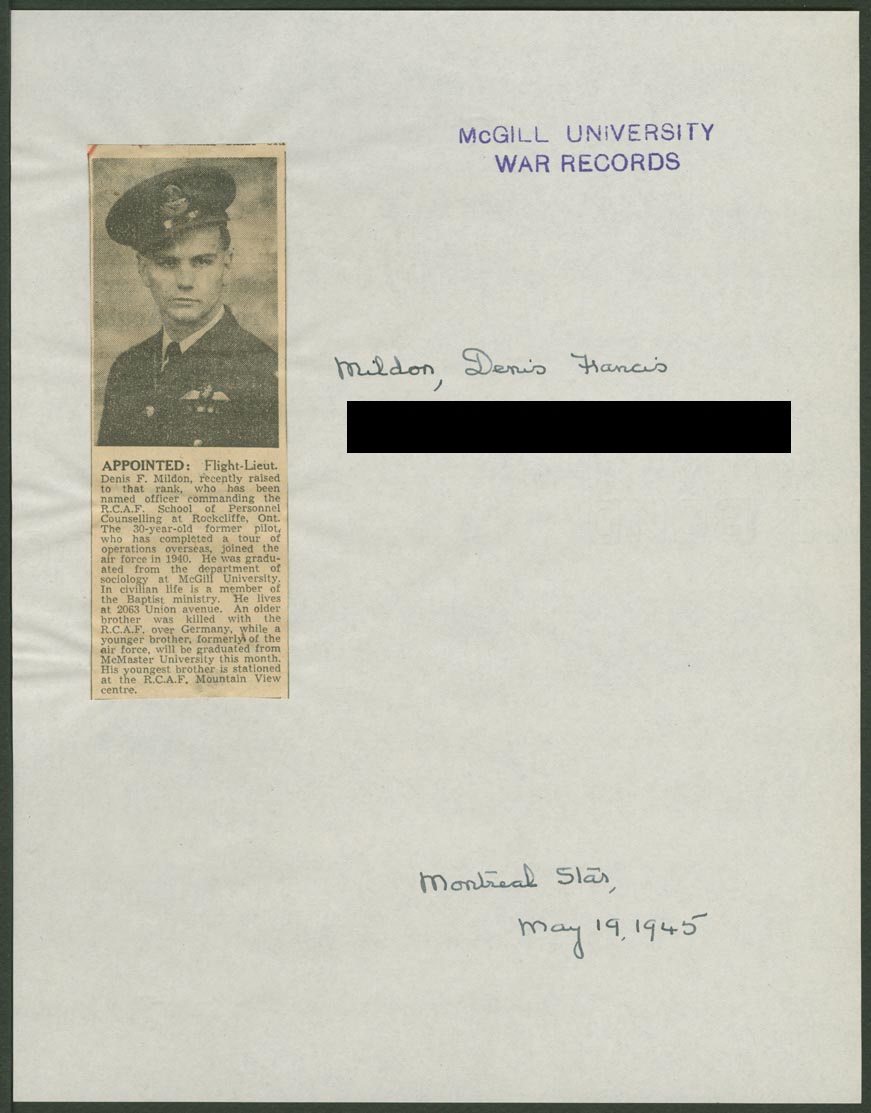 McGILL UNIVERSITY
WAR RECORDS
Mildon, Denis Francis
APPOINTED: Flight-Lieut.
Denis F. Mildon, recently raised
to that rank, who has been
named officer commanding the
R.C.A.F. School of Personnel
Counselling at Rockcliffe, Ont.
The 30-year-old former pilot,
who has completed a tour of
operations overseas, joined the
air force in 1940. He was gradu-
ated from the department of
sociology at McGill University.
In civilian life is a member of
the Baptist ministry. He lives
at 2063 Union avenue. An older
brother was killed with the
R.C.A.F. over Germany, while a
younger brother, formerly of the
air force, will be graduated from
McMaster University this month.
His youngest brother is stationed
at the R.C.A.F. Mountain View
centre.
Montreal Star,
May 19, 1945